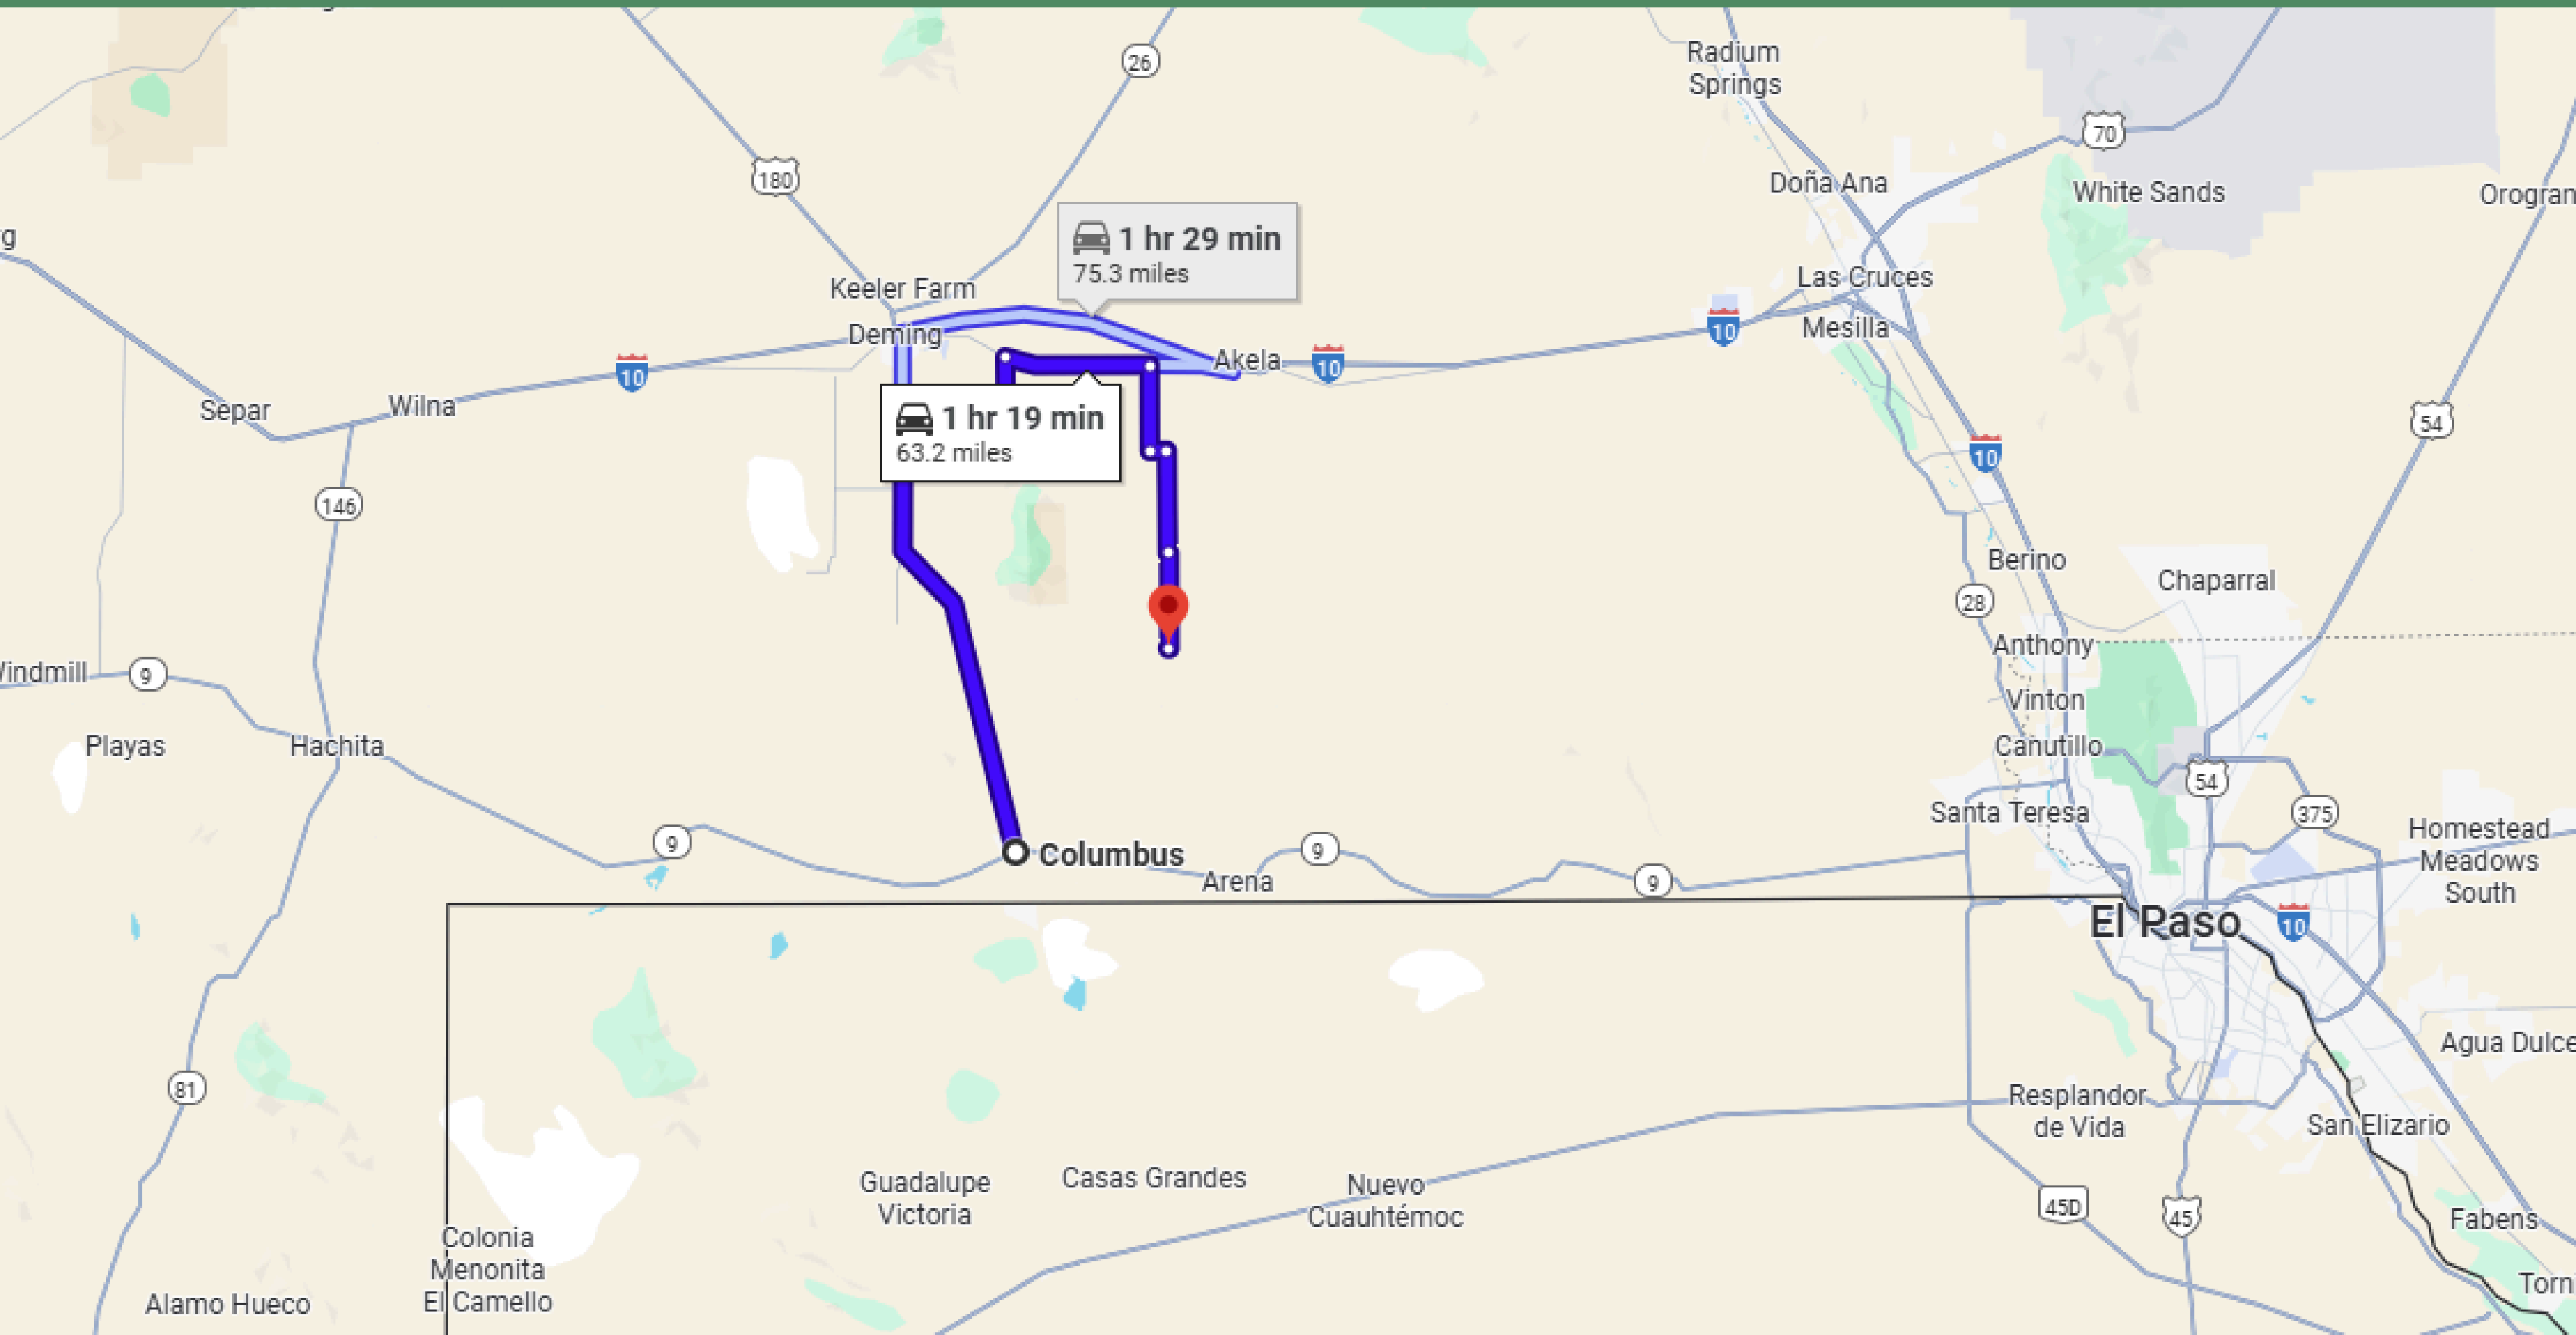 26
Radium
Springs
70
180
Doña Ana
White Sands
Orogran
g
1 hr 29 min
75.3 miles
Keeler Farm
Las Cruces
Deming
10
Mesilla
Akela
10
10
Separ
Wilna
1 hr 19 min
63.2 miles
54
10
146
Berino
Chaparral
28
Anthony
9
Vinton
indmill
Playas
Hachita
Canutillo
54
Santa Teresa
375
9
Columbus
9
Homestead
Meadows
South
Arena
9
El Paso
10
Agua Dulce
81
Resplandor
de Vida
San Elizario
Guadalupe
Victoria
Casas Grandes
Nuevo
Cuauhtémoc
45D
45
Fabens
Colonia
Menonita
El Camello
Alamo Hueco
Torn